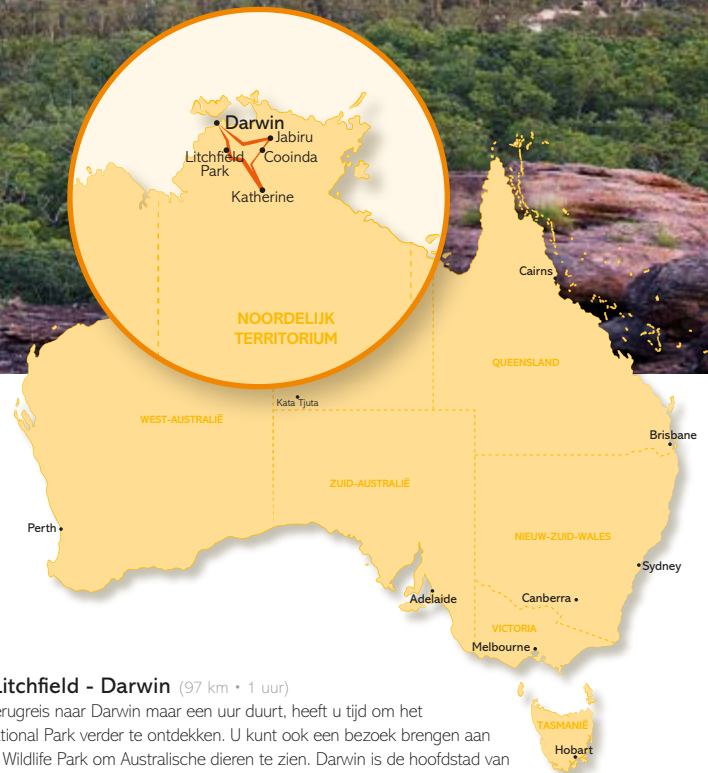 Darwin
Jabiru
Litchfield
Park
Cooinda
Katherine
NOORDELIJK
TERRITORIUM
Cairns
QUEENSLAND
Kata Tjuta
WEST-AUSTRALIË
Brisbane
ZUID-AUSTRALIË
Perth
NIEUW-ZUID-WALES
Sydney
Adelaide
Canberra
VICTORIA
Melbourne
TASMANIË
Hobart
Litchfield - Darwin (97 km • 1 uur)
erugreis naar Darwin maar een uur duurt, heeft u tijd om het
ational Park verder te ontdekken. U kunt ook een bezoek brengen aan
Wildlife Park om Australische dieren te zien. Darwin is de hoofdstad van